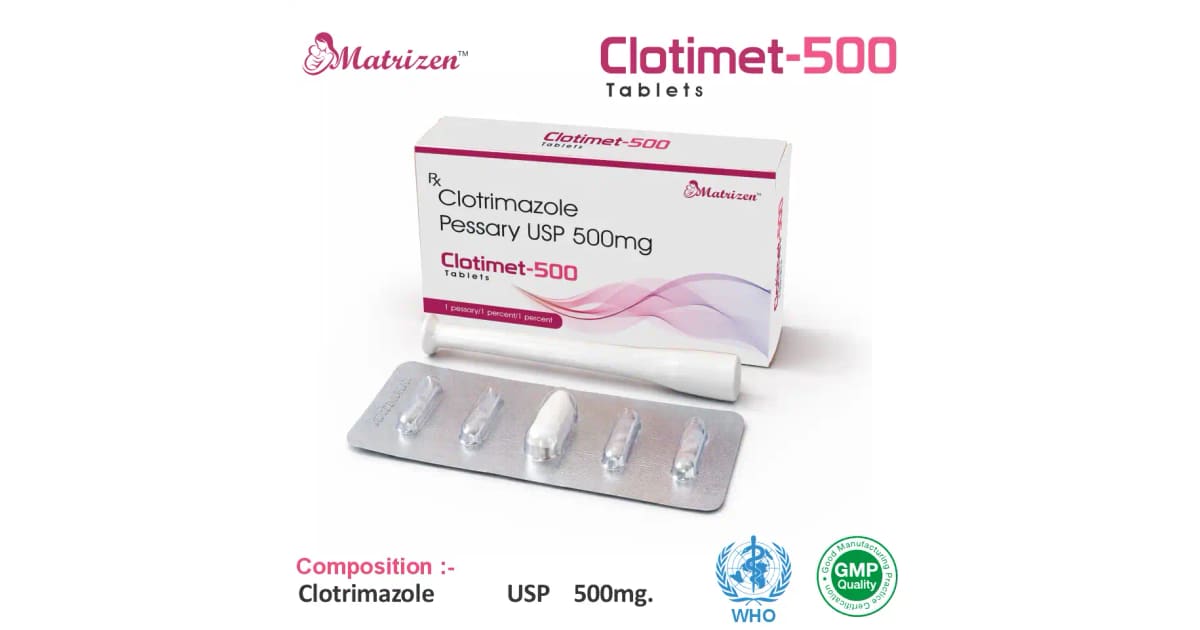 Matrizen™
Clotimet-500
Tablets
Clotimet-500
Tablets
Rx
Matrizen™
Clotrimazole
Pessary USP 500mg
Clotimet-500
Tablets
1 pessary/1 percent/1 percent
Composition :-
Clotrimazole USP 500mg.
WHO
Good Manufacturing
GMP
Quality
Practice Certification